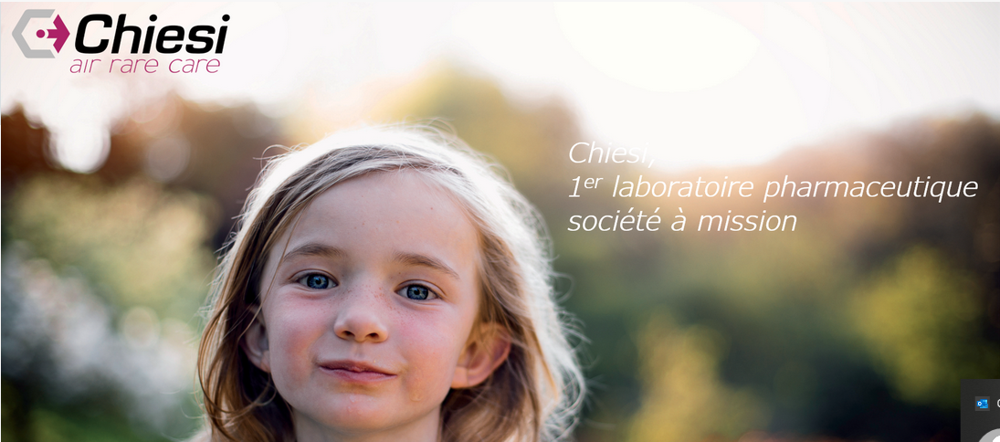 Chiesi
air rare care
Chiesi,
1er laboratoire pharmaceutique
société à mission